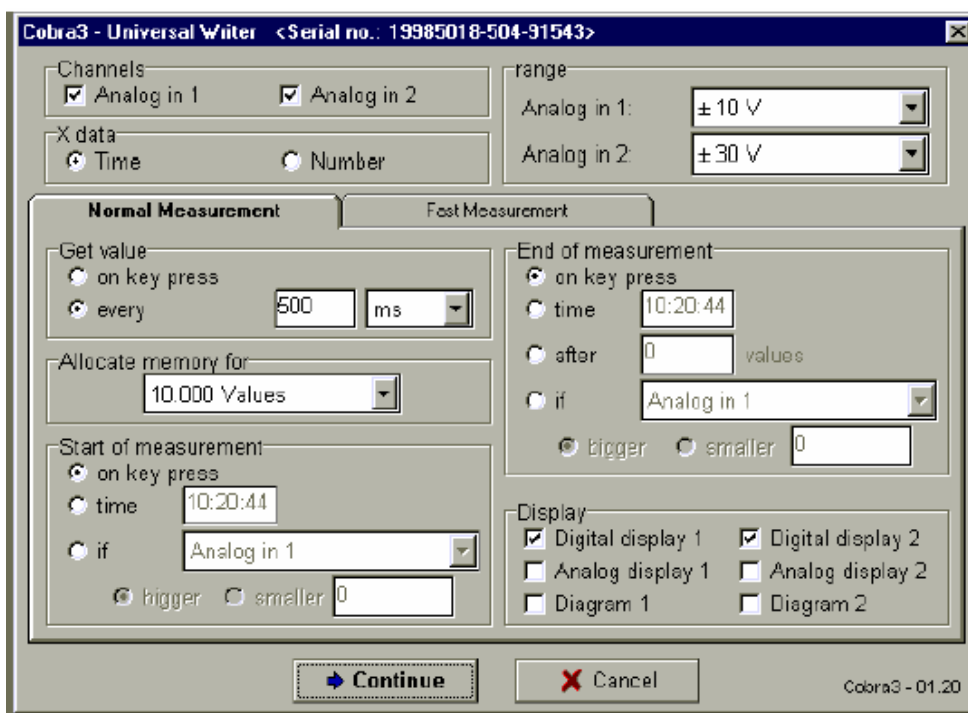 Cobra3 - Universal Writer <Serial no.: 19985018-504-91543>
Channels
Analog in 1 Analog in 2
X data
Time Number
range
Analog in 1: ± 10 V
Analog in 2: ± 30 V
Normal Measurement Fast Measurement
Get value
on key press
every 500 ms
Allocate memory for
10.000 Values
Start of measurement
on key press
time 10:20:44
if Analog in 1
bigger smaller 0
End of measurement
on key press
time 10:20:44
after 0 values
if Analog in 1
bigger smaller 0
Display
Digital display 1 Digital display 2
Analog display 1 Analog display 2
Diagram 1 Diagram 2
Continue Cancel
Cobra3 - 01.20